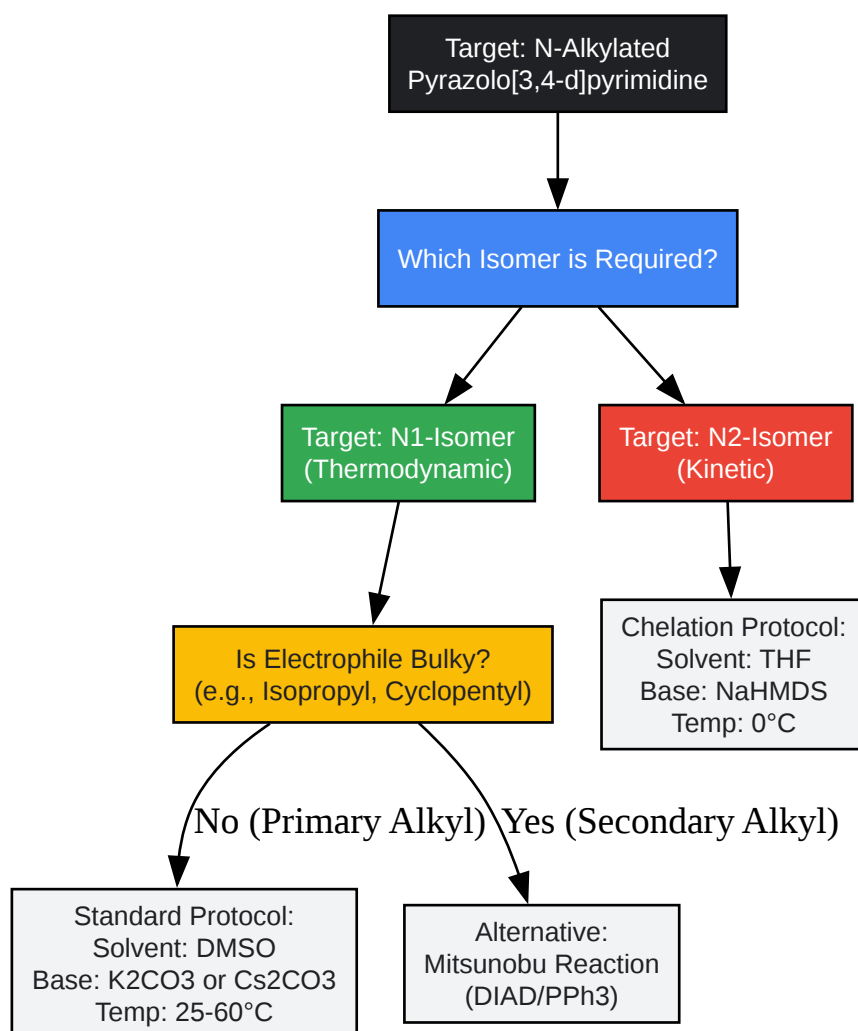 Target: N-Alkylated
Pyrazolo[3,4-d]pyrimidine
Which Isomer is Required?
Target: N1-Isomer
(Thermodynamic)
Target: N2-Isomer
(Kinetic)
Is Electrophile Bulky?
(e.g., Isopropyl, Cyclopentyl)
Chelation Protocol:
Solvent: THF
Base: NaHMDS
Temp: 0°C
No (Primary Alkyl)
Yes (Secondary Alkyl)
Standard Protocol:
Solvent: DMSO
Base: K2CO3 or Cs2CO3
Temp: 25-60°C
Alternative:
Mitsunobu Reaction
(DIAD/PPh3)